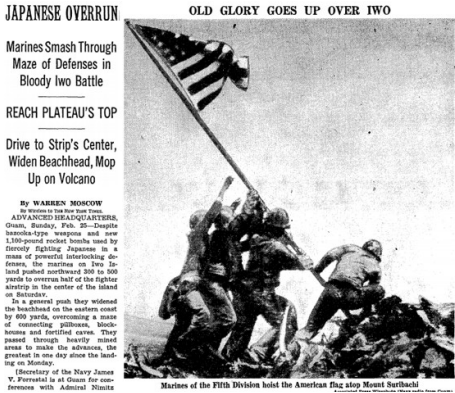 JAPANESE OVERRUN
Marines Smash Through
Maze of Defenses in
Bloody Iwo Battle
REACH PLATEAU'S TOP
Drive to Strip's Center,
Widen Beachhead, Mop
Up on Volcano
By WARREN MOSCOW
By Wireless to THE NEW YORK TIMES.
ADVANCED HEADQUARTERS,
Guam, Sunday, Feb. 25—Despite
bazooka-type weapons and new
1,100-pound rocket bombs used by
fiercely fighting Japanese in a
mass of powerful interlocking de-
fenses, the marines on Iwo Is-
land pushed northward 300 to 500
yards to overrun half of the fighter
airstrip in the center of the island
on Saturday.
In a general push they widened
the beachhead on the eastern coast
by 600 yards, overcoming a maze
of connecting pillboxes, block-
houses and fortified caves. They
passed through heavily mined
areas to make the advances, the
greatest in one day since the land-
ing on Monday.
[Secretary of the Navy James
V. Forrestal is at Guam for con-
ferences with Admiral Nimitz
OLD GLORY GOES UP OVER IWO
Marines of the Fifth Division hoist the American flag atop Mount Suribachi
Associated Press Wirephoto (Navy radio from Guam)